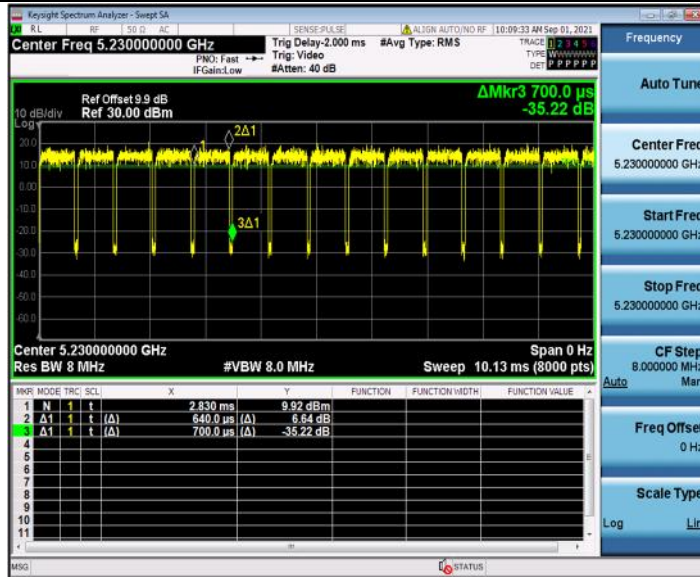 Keysight Spectrum Analyzer - Swept SA
RL RF 50 Ω AC SENSE:PULSE ALIGN AUTO/NO RF 10:09:33 AM Sep 01, 2021
Center Freq 5.230000000 GHz
Trig Delay-2.000 ms #Avg Type: RMS
PNO: Fast Trig: Video
IFGain:Low #Atten: 40 dB
TRACE 1 2 3 4 5 6
TYPE WWWWWW
DET P P P P P P
ΔMkr3 700.0 µs
-35.22 dB
Ref Offset 9.9 dB
10 dB/div Ref 30.00 dBm
Log
20.0
10.0
0.00
-10.0
-20.0
-30.0
-40.0
-50.0
-60.0
1
2Δ1
3Δ1
Center 5.230000000 GHz Span 0 Hz
Res BW 8 MHz #VBW 8.0 MHz Sweep 10.13 ms (8000 pts)
MKR MODE TRC SCL X Y FUNCTION FUNCTION WIDTH FUNCTION VALUE
1 N 1 t 2.830 ms 9.92 dBm
2 Δ1 1 t (Δ) 640.0 µs (Δ) 6.64 dB
3 Δ1 1 t (Δ) 700.0 µs (Δ) -35.22 dB
4
5
6
7
8
9
10
11
MSG STATUS
Frequency
Auto Tune
Center Freq
5.230000000 GHz
Start Freq
5.230000000 GHz
Stop Freq
5.230000000 GHz
CF Step
8.000000 MHz
Auto Man
Freq Offset
0 Hz
Scale Type
Log Lin